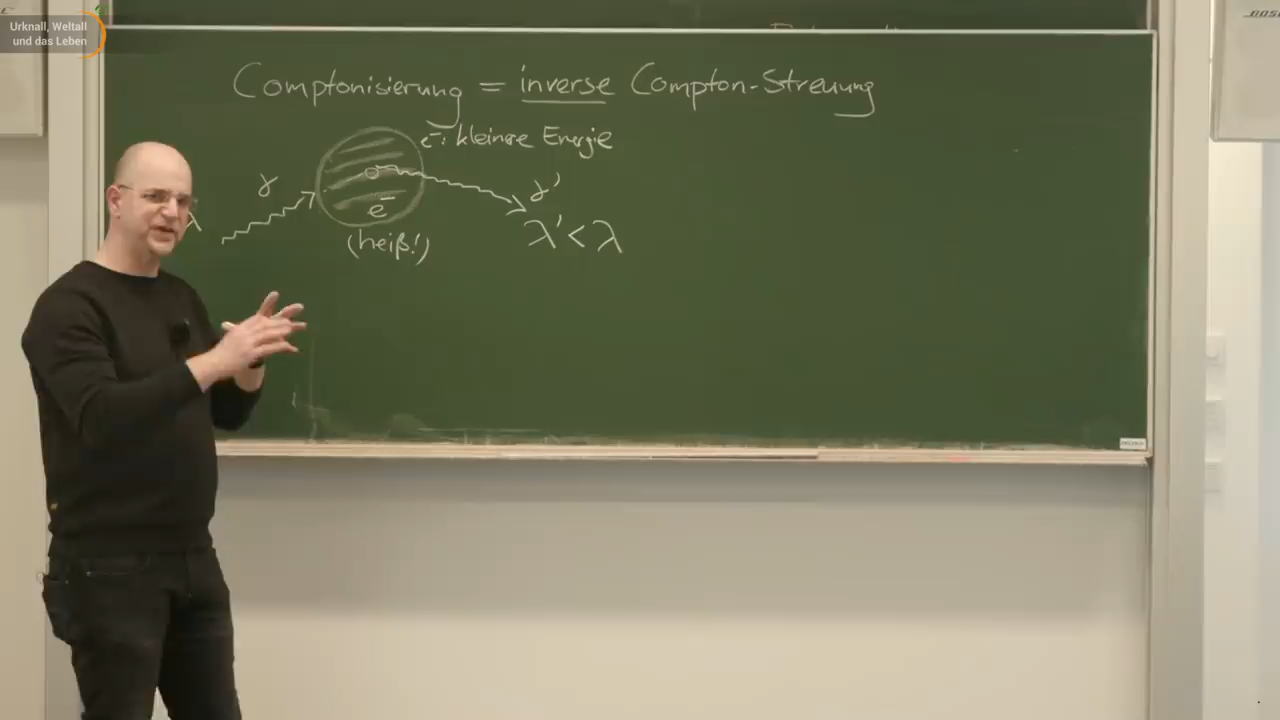 Urknall, Weltall
und das Leben
Comptonisierung = inverse Compton-Streuung
e⁻: kleinere Energie
γ
γ'
λ
e⁻
(heiß!)
λ' < λ